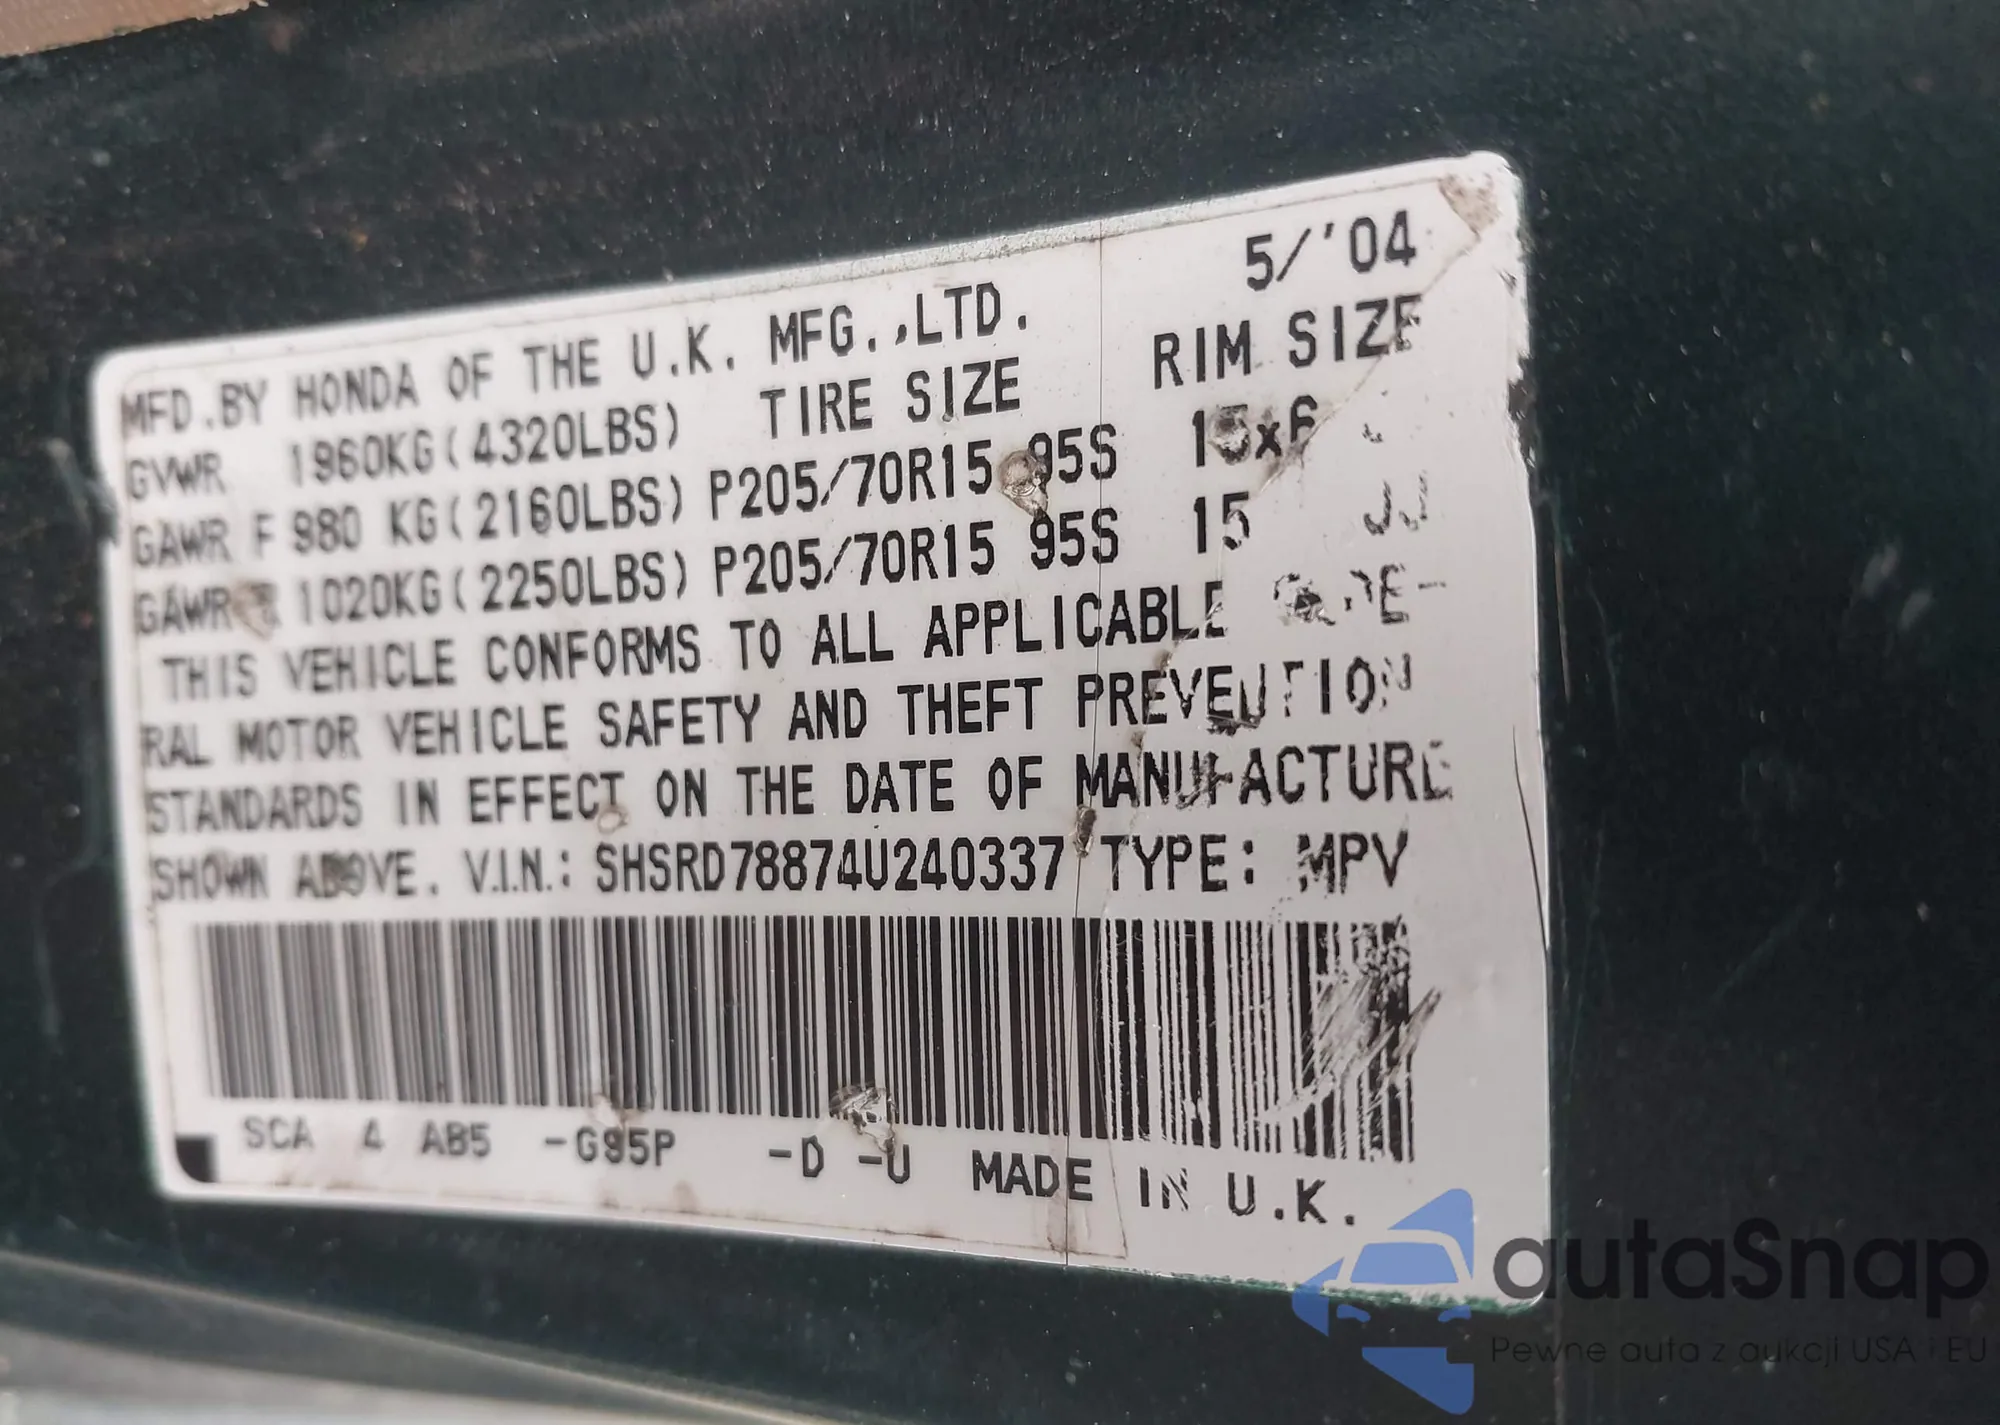 5/'04
MFD.BY HONDA OF THE U.K. MFG.,LTD.
GVWR 1960KG(4320LBS) TIRE SIZE RIM SIZE
GAWR F 980 KG(2160LBS) P205/70R15 95S 15x6
GAWR 1020KG(2250LBS) P205/70R15 95S 15
THIS VEHICLE CONFORMS TO ALL APPLICABLE
RAL MOTOR VEHICLE SAFETY AND THEFT PREVENTION
STANDARDS IN EFFECT ON THE DATE OF MANUFACTURE
SHOWN ABOVE. V.I.N.: SHSRD78874U240337 TYPE: MPV
SCA 4 AB5 -G95P -D -U MADE IN U.K.
autaSnap
Pewne auta z aukcji USA i EU